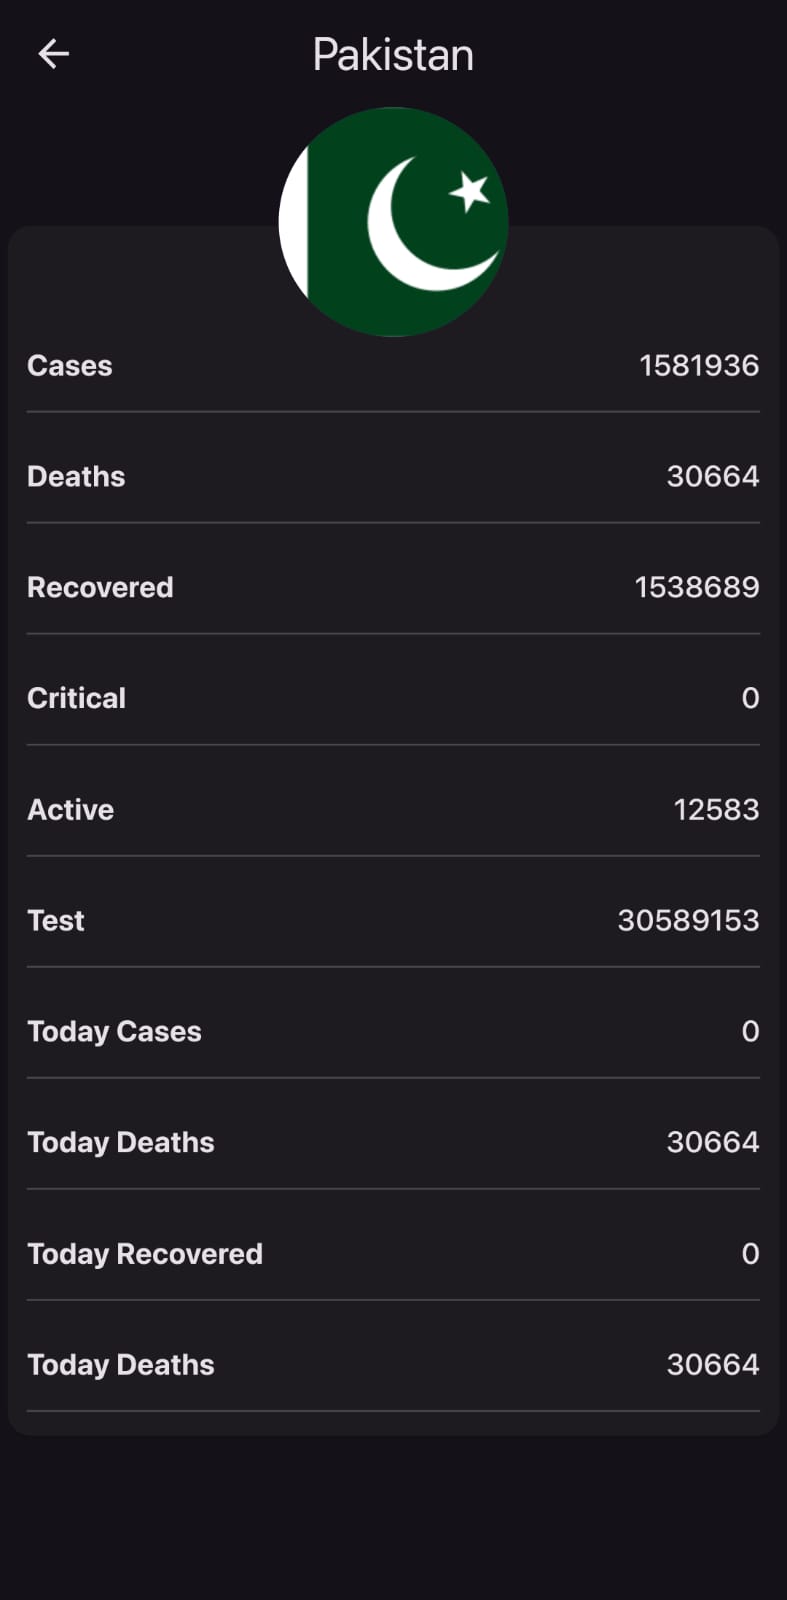 Pakistan
Cases 1581936
Deaths 30664
Recovered 1538689
Critical 0
Active 12583
Test 30589153
Today Cases 0
Today Deaths 30664
Today Recovered 0
Today Deaths 30664